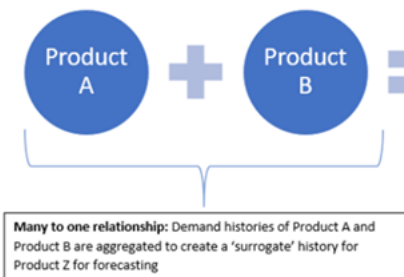 Product
A
Product
B
Many to one relationship: Demand histories of Product A and
Product B are aggregated to create a ‘surrogate’ history for
Product Z for forecasting